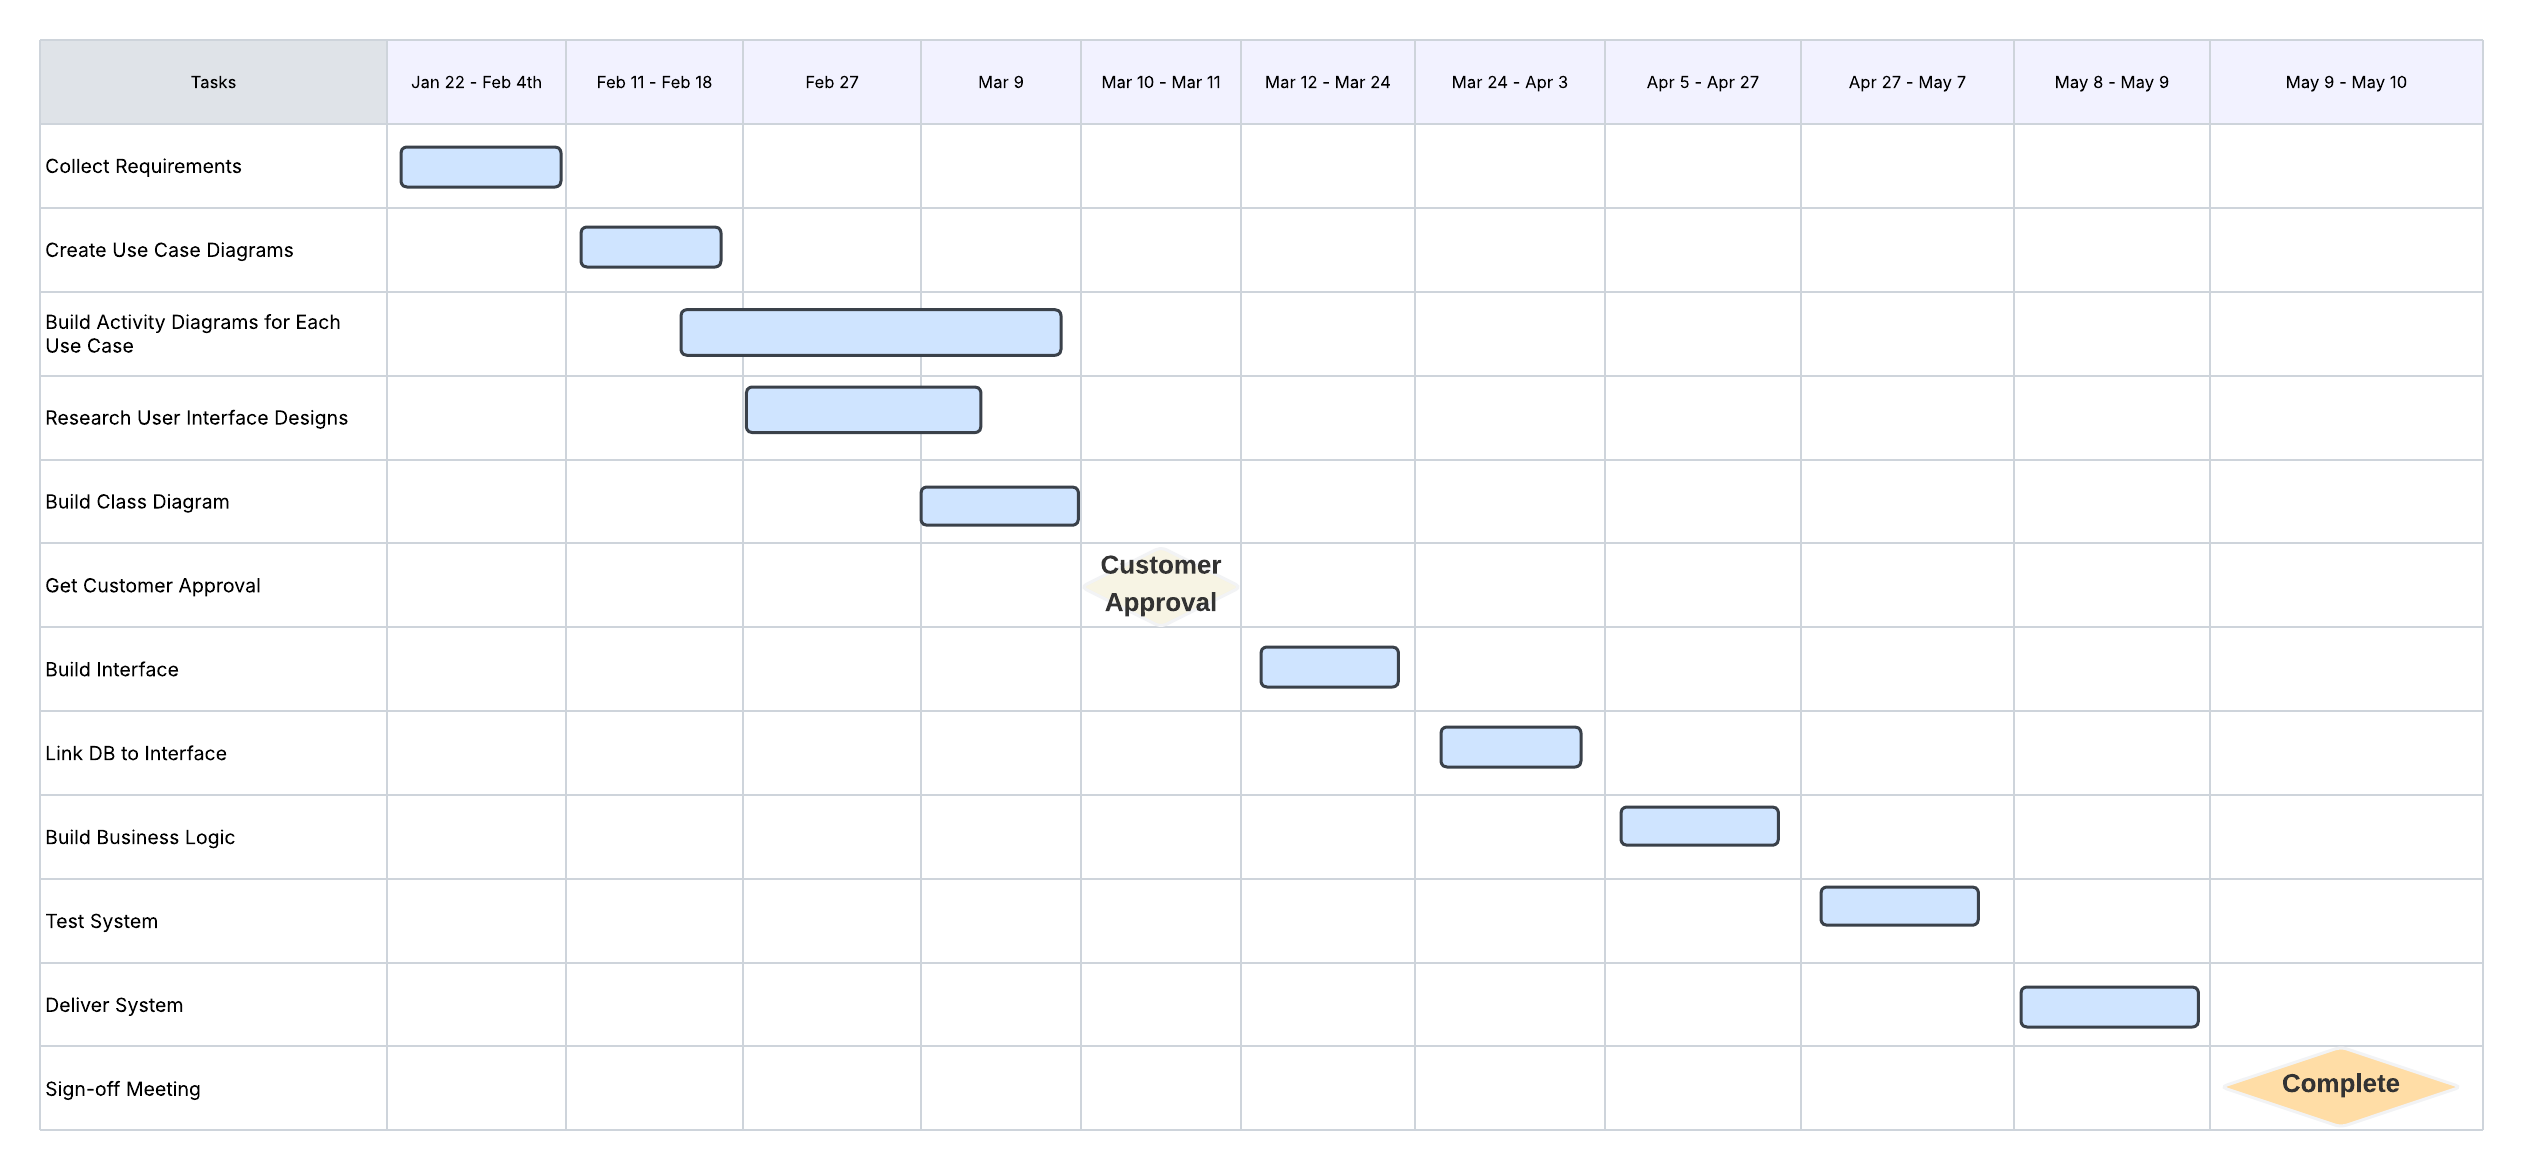 Tasks
Jan 22 - Feb 4th
Feb 11 - Feb 18
Feb 27
Mar 9
Mar 10 - Mar 11
Mar 12 - Mar 24
Mar 24 - Apr 3
Apr 5 - Apr 27
Apr 27 - May 7
May 8 - May 9
May 9 - May 10
Collect Requirements
Create Use Case Diagrams
Build Activity Diagrams for Each
Use Case
Research User Interface Designs
Build Class Diagram
Get Customer Approval
Customer
Approval
Build Interface
Link DB to Interface
Build Business Logic
Test System
Deliver System
Sign-off Meeting
Complete